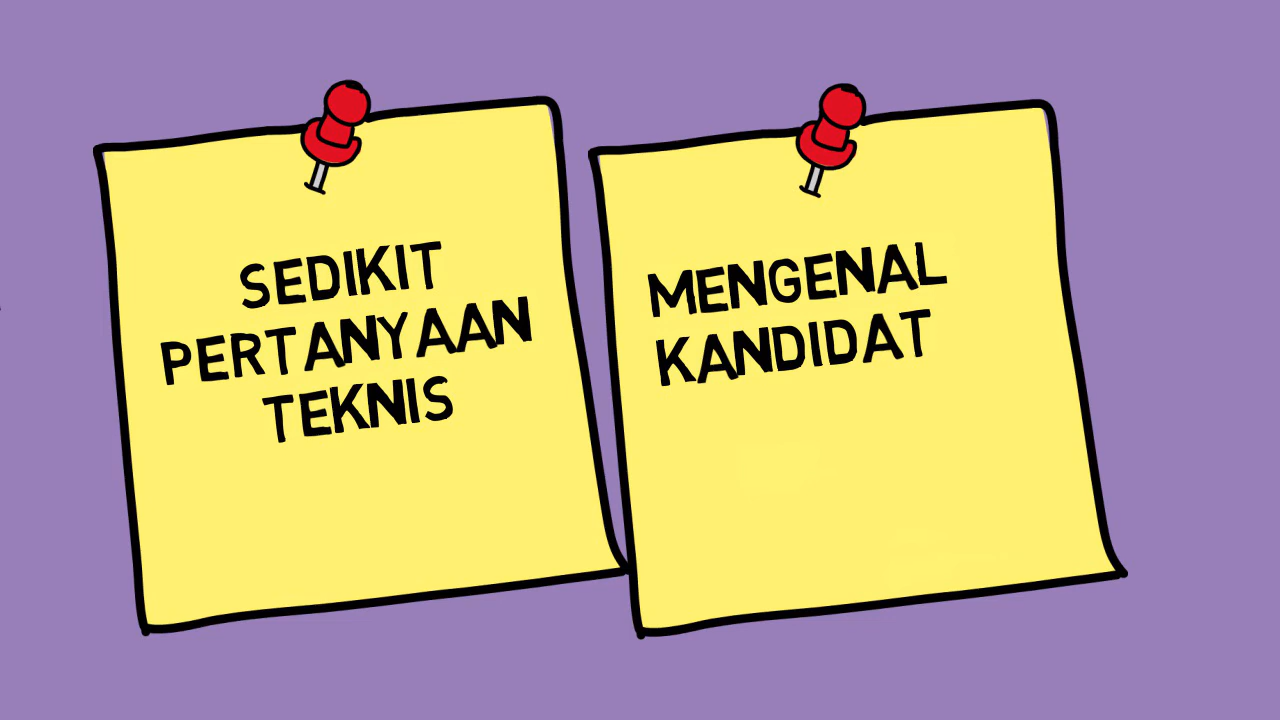 SEDIKIT
PERTANYAAN
TEKNIS
MENGENAL
KANDIDAT